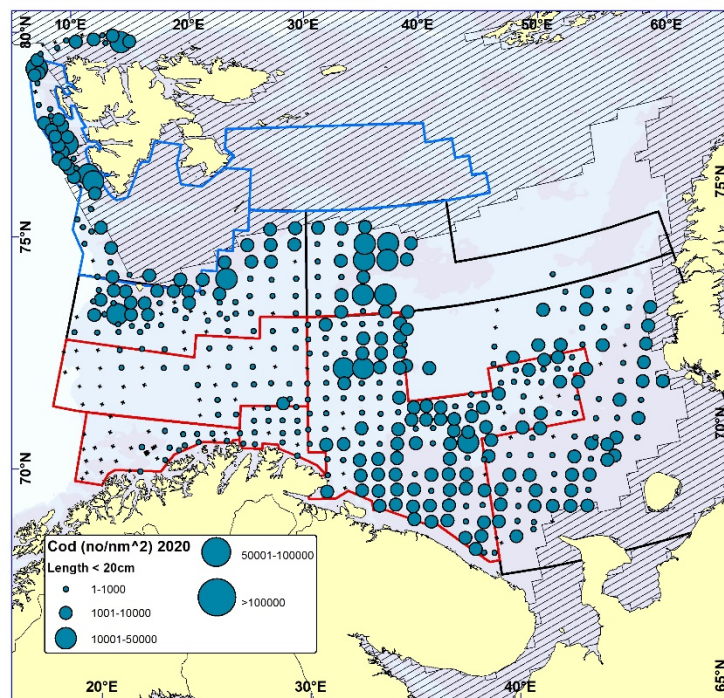 10°E 20°E 30°E 40°E 50°E 60°E
80°N
75°N
75°N
70°N
70°N
Cod (no/nm^2) 2020
Length < 20cm
1-1000
1001-10000
10001-50000
50001-100000
>100000
20°E 30°E 40°E